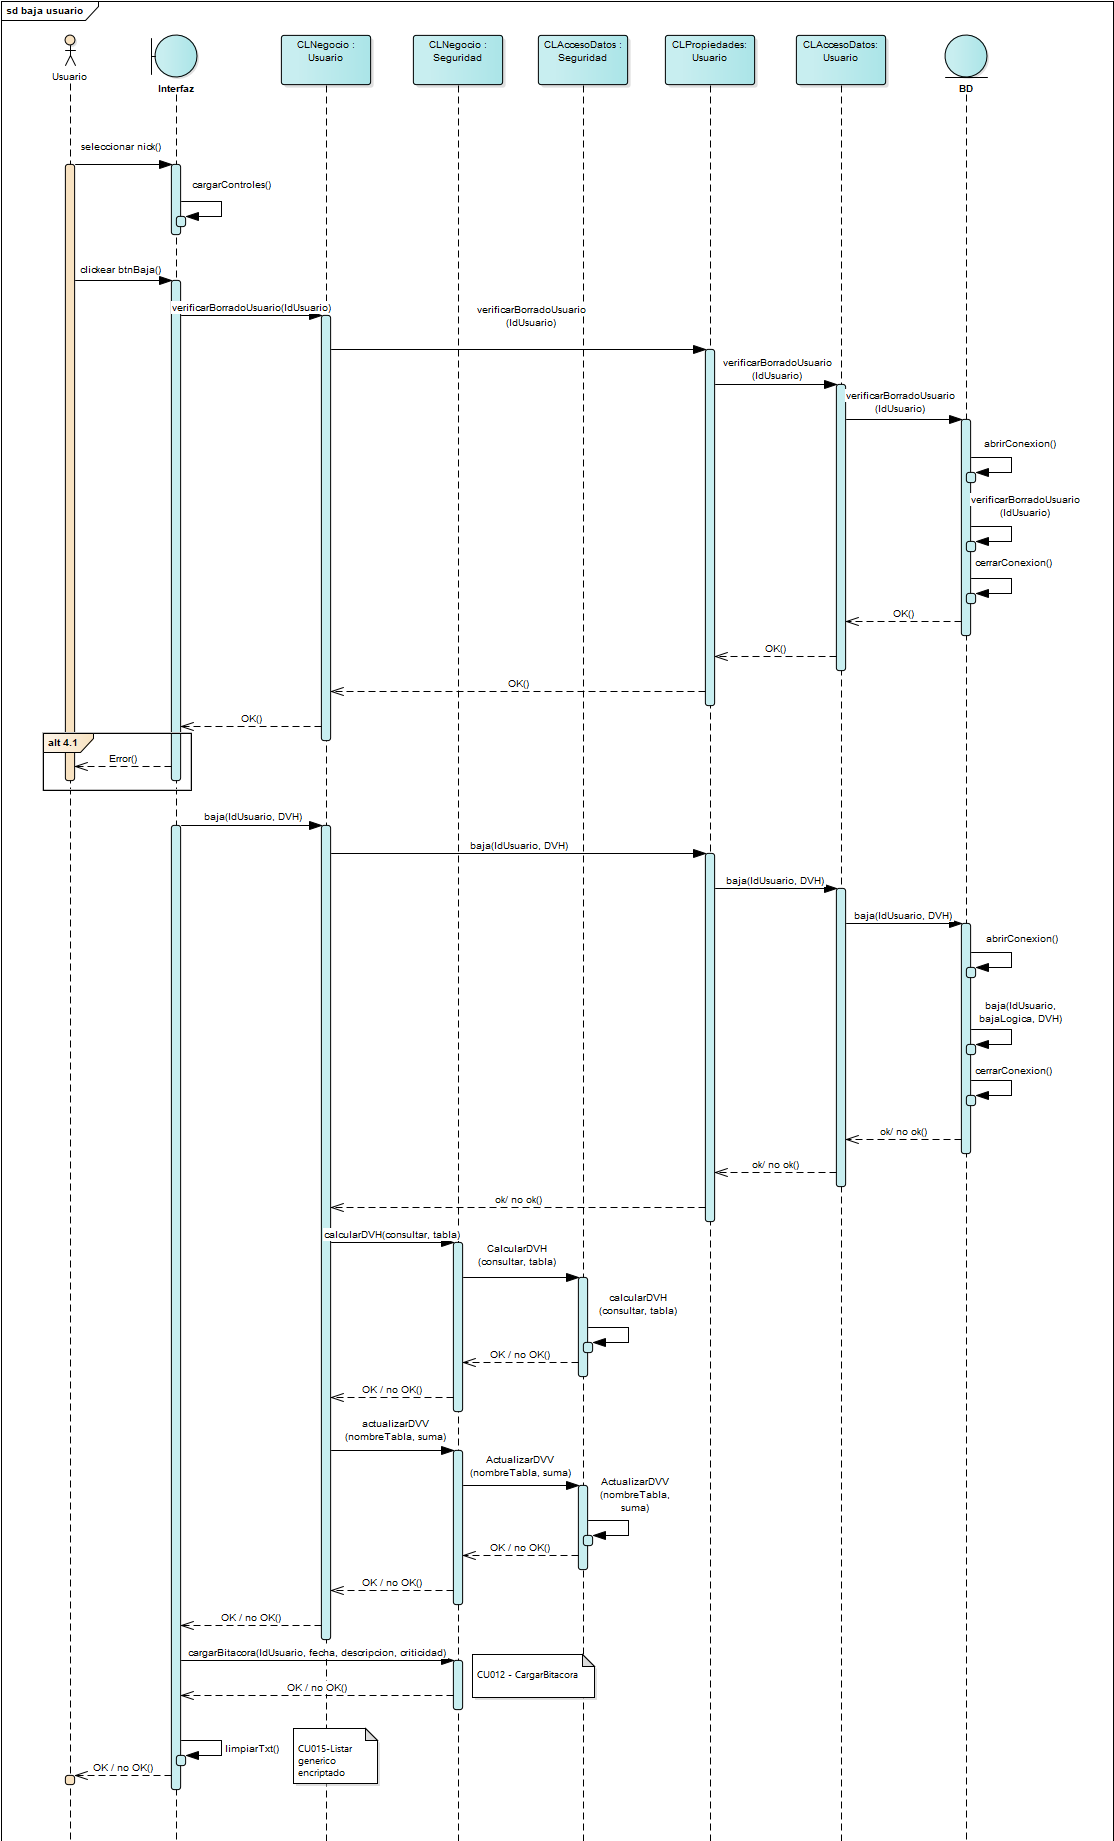 sd baja usuario
Usuario
Interfaz
CLNegocio :
Usuario
CLNegocio :
Seguridad
CLAccesoDatos :
Seguridad
CLPropiedades:
Usuario
CLAccesoDatos:
Usuario
BD
seleccionar nick()
cargarControles()
clickear btnBaja()
verificarBorradoUsuario(IdUsuario)
verificarBorradoUsuario
(IdUsuario)
verificarBorradoUsuario
(IdUsuario)
verificarBorradoUsuario
(IdUsuario)
abrirConexion()
verificarBorradoUsuario
(IdUsuario)
cerrarConexion()
OK()
OK()
OK()
OK()
alt 4.1
Error()
baja(IdUsuario, DVH)
baja(IdUsuario, DVH)
baja(IdUsuario, DVH)
baja(IdUsuario, DVH)
abrirConexion()
baja(IdUsuario,
bajaLogica, DVH)
cerrarConexion()
ok/ no ok()
ok/ no ok()
ok/ no ok()
calcularDVH(consultar, tabla)
CalcularDVH
(consultar, tabla)
calcularDVH
(consultar, tabla)
OK / no OK()
OK / no OK()
actualizarDVV
(nombreTabla, suma)
ActualizarDVV
(nombreTabla, suma)
ActualizarDVV
(nombreTabla,
suma)
OK / no OK()
OK / no OK()
OK / no OK()
cargarBitacora(IdUsuario, fecha, descripcion, criticidad)
CU012 - CargarBitacora
OK / no OK()
limpiarTxt()
CU015-Listar
generico
encriptado
OK / no OK()